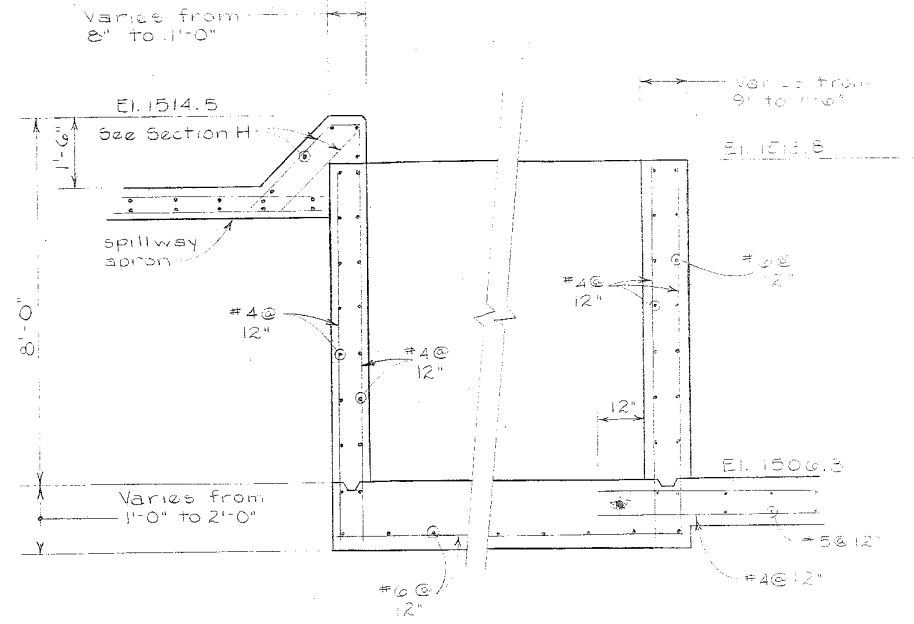 Varies from
8" to 1'-0"
El. 1514.5
See Section H
1'-6"
Varies from
9" to 1'-6"
El. 1513.8
spillway
apron
8'-0"
#4@
12"
#4@
12"
#4@
12"
#6@
12"
12"
El. 1506.3
Varies from
1'-0" to 2'-0"
#5@12"
#4@12"
#6@
12"